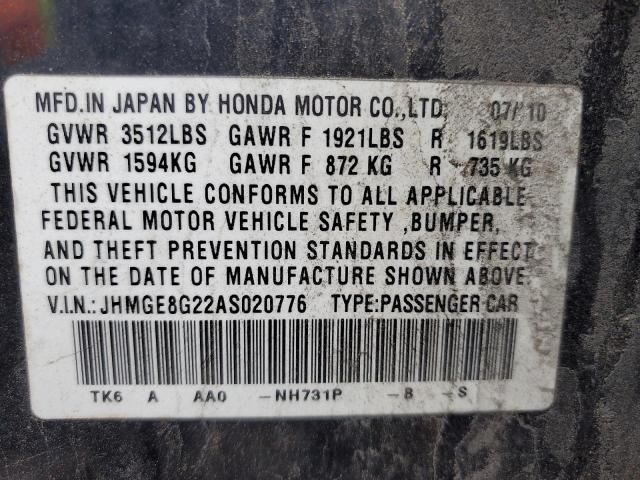 MFD.IN JAPAN BY HONDA MOTOR CO.,LTD. 07/10
GVWR 3512LBS GAWR F 1921LBS R 1619LBS
GVWR 1594KG GAWR F 872 KG R 735 KG
THIS VEHICLE CONFORMS TO ALL APPLICABLE
FEDERAL MOTOR VEHICLE SAFETY ,BUMPER,
AND THEFT PREVENTION STANDARDS IN EFFECT
ON THE DATE OF MANUFACTURE SHOWN ABOVE.
V.I.N.:JHMGE8G22AS020776 TYPE:PASSENGER CAR
TK6 A AA0 -NH731P -B -S